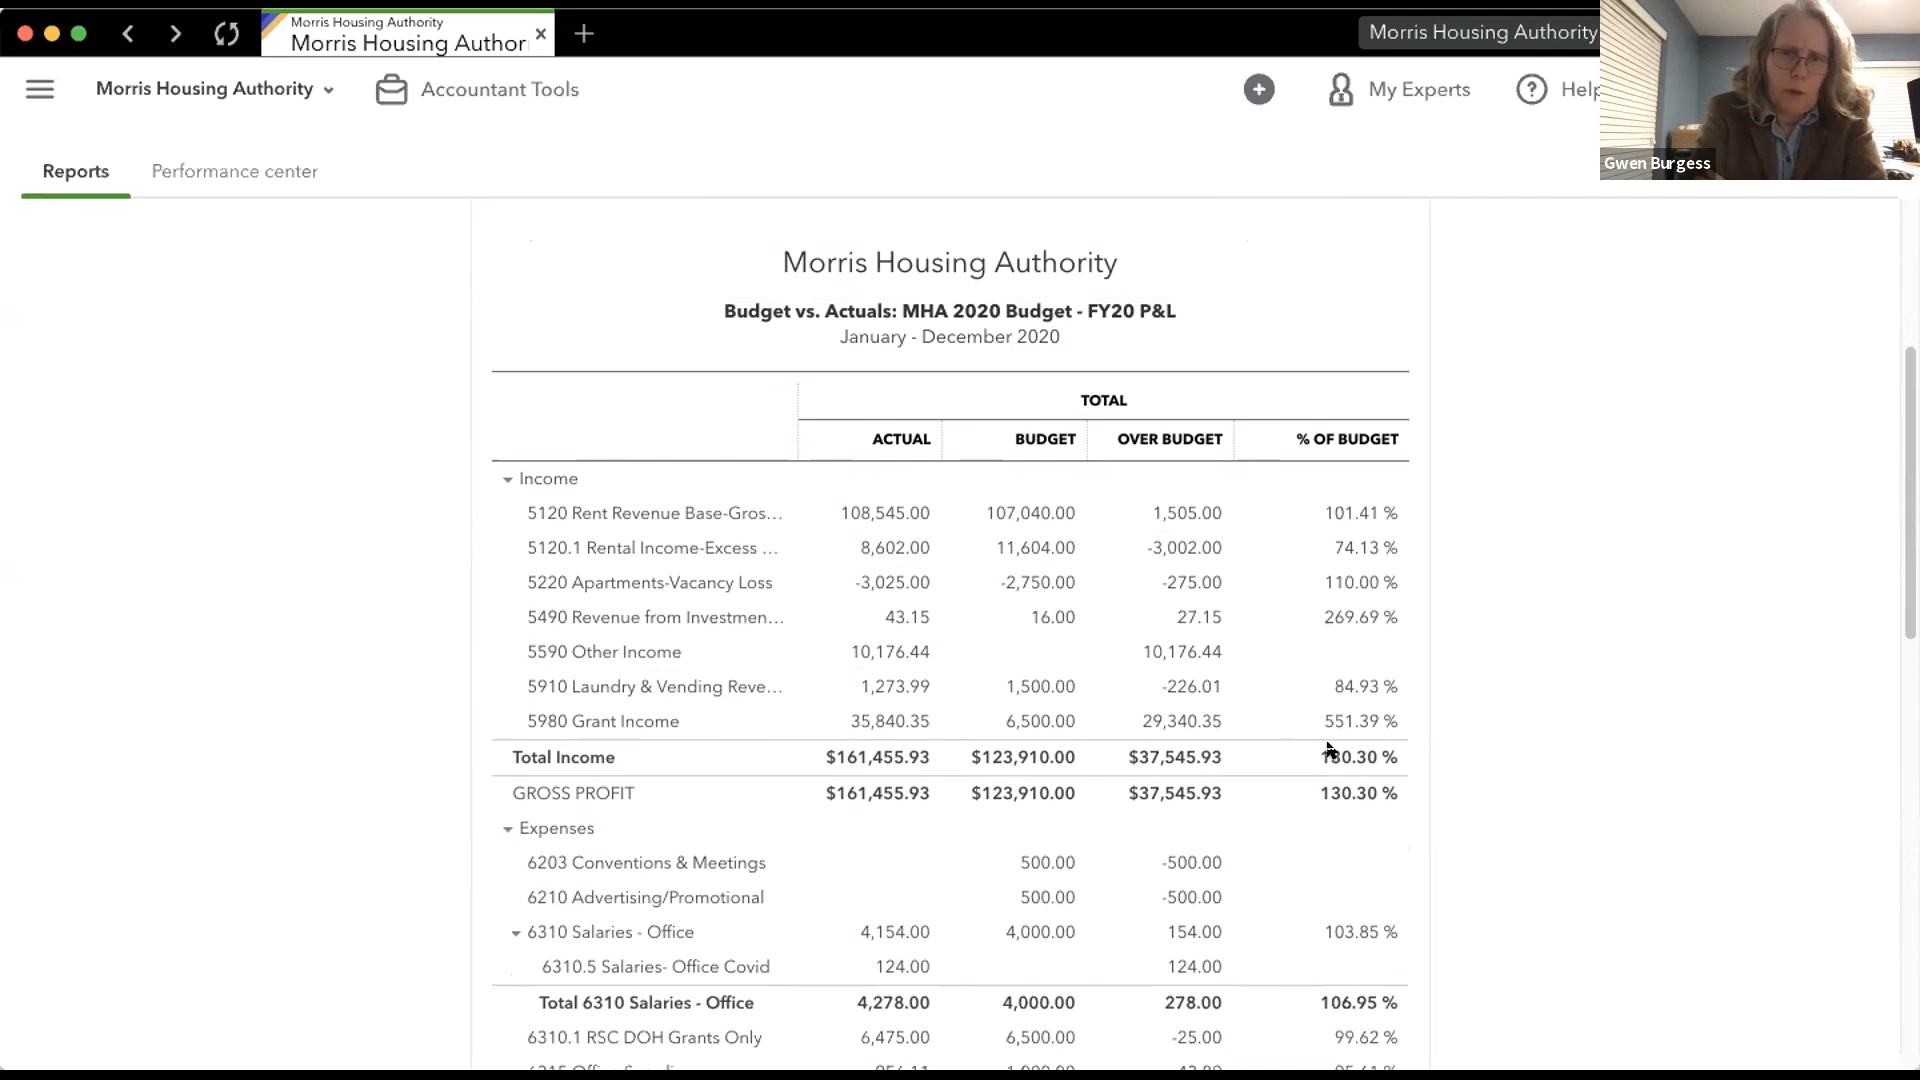 Morris Housing Authority
Morris Housing Author
Morris Housing Authority
Morris Housing Authority
Accountant Tools
My Experts
Help
Gwen Burgess
Reports
Performance center
Morris Housing Authority
Budget vs. Actuals: MHA 2020 Budget - FY20 P&L
January - December 2020
TOTAL
ACTUAL BUDGET OVER BUDGET % OF BUDGET
Income
5120 Rent Revenue Base-Gros... 108,545.00 107,040.00 1,505.00 101.41 %
5120.1 Rental Income-Excess ... 8,602.00 11,604.00 -3,002.00 74.13 %
5220 Apartments-Vacancy Loss -3,025.00 -2,750.00 -275.00 110.00 %
5490 Revenue from Investmen... 43.15 16.00 27.15 269.69 %
5590 Other Income 10,176.44 10,176.44
5910 Laundry & Vending Reve... 1,273.99 1,500.00 -226.01 84.93 %
5980 Grant Income 35,840.35 6,500.00 29,340.35 551.39 %
Total Income $161,455.93 $123,910.00 $37,545.93 130.30 %
GROSS PROFIT $161,455.93 $123,910.00 $37,545.93 130.30 %
Expenses
6203 Conventions & Meetings 500.00 -500.00
6210 Advertising/Promotional 500.00 -500.00
6310 Salaries - Office 4,154.00 4,000.00 154.00 103.85 %
6310.5 Salaries- Office Covid 124.00 124.00
Total 6310 Salaries - Office 4,278.00 4,000.00 278.00 106.95 %
6310.1 RSC DOH Grants Only 6,475.00 6,500.00 -25.00 99.62 %